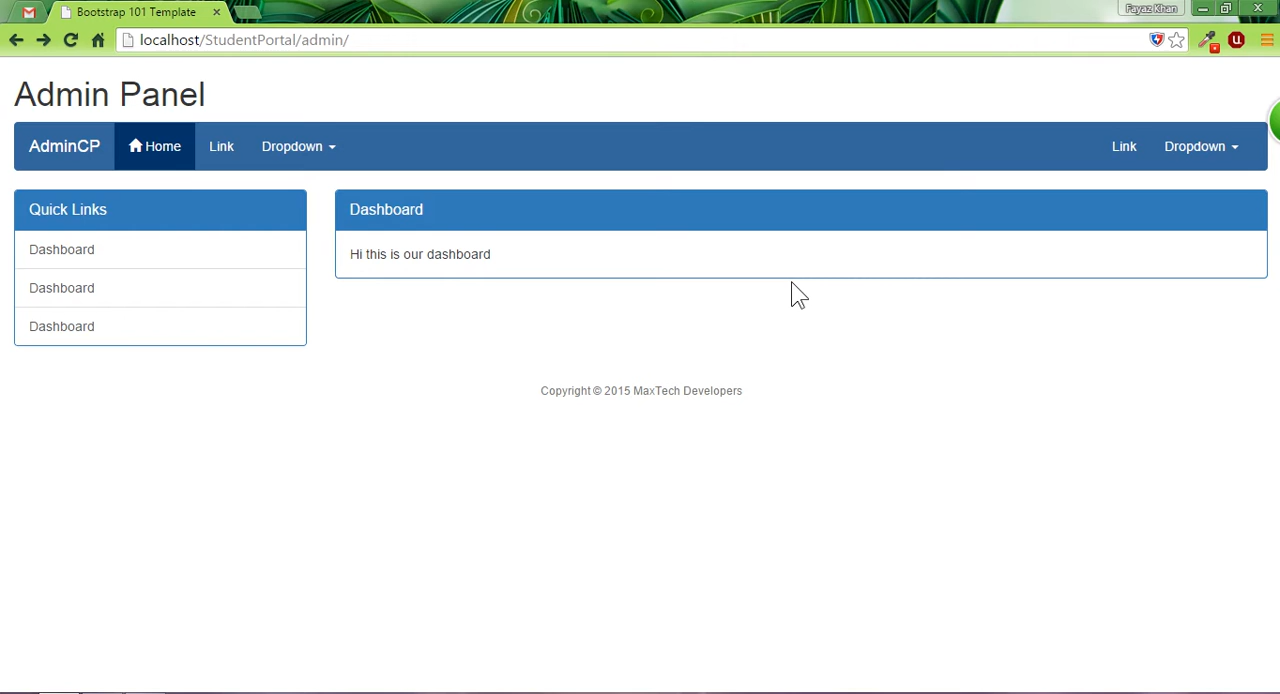 Bootstrap 101 Template
Fayaz Khan
localhost/StudentPortal/admin/
Admin Panel
AdminCP Home Link Dropdown Link Dropdown
Quick Links
Dashboard
Dashboard
Dashboard
Dashboard
Hi this is our dashboard
Copyright © 2015 MaxTech Developers